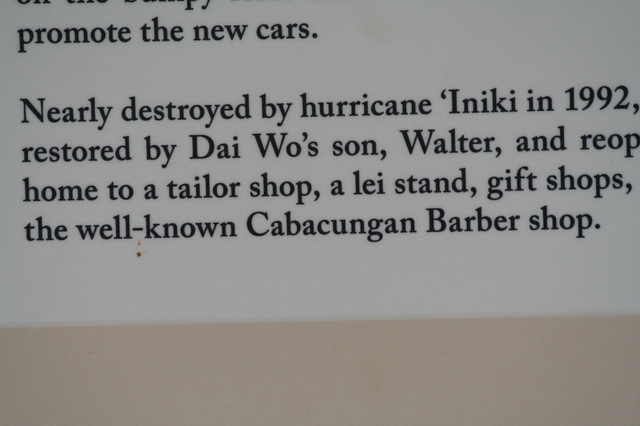 promote the new cars.
Nearly destroyed by hurricane ‘Iniki in 1992,
restored by Dai Wo’s son, Walter, and reop
home to a tailor shop, a lei stand, gift shops,
the well-known Cabacungan Barber shop.